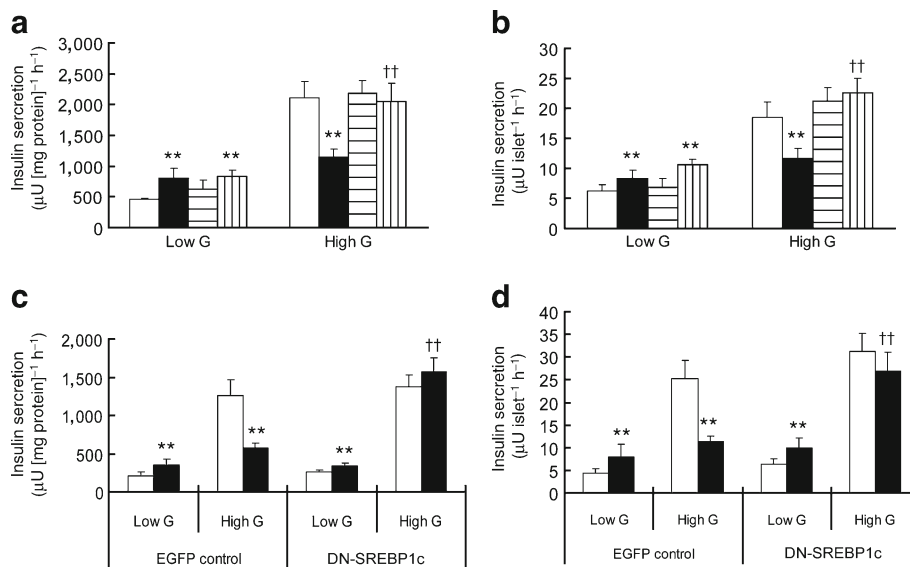 a
Insulin sercretion
(μU [mg protein]⁻¹ h⁻¹)
3,000
2,500
2,000
1,500
1,000
500
0
**
**
**
††
Low G
High G
b
Insulin sercretion
(μU islet⁻¹ h⁻¹)
30
25
20
15
10
5
0
**
**
**
††
Low G
High G
c
Insulin sercretion
(μU [mg protein]⁻¹ h⁻¹)
2,000
1,500
1,000
500
0
**
**
**
††
Low G
High G
Low G
High G
EGFP control
DN-SREBP1c
d
Insulin sercretion
(μU islet⁻¹ h⁻¹)
40
35
30
25
20
15
10
5
0
**
**
**
††
Low G
High G
Low G
High G
EGFP control
DN-SREBP1c